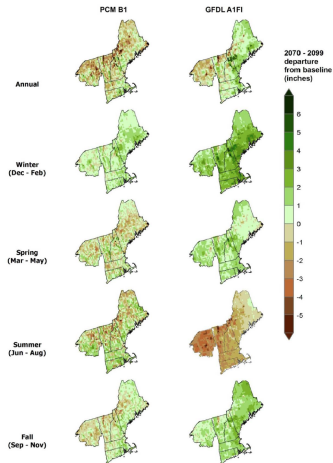 PCM B1
GFDL A1FI
2070 - 2099
departure
from baseline
(inches)
Annual
Winter
(Dec - Feb)
Spring
(Mar - May)
Summer
(Jun - Aug)
Fall
(Sep - Nov)
6
5
4
3
2
1
0
-1
-2
-3
-4
-5